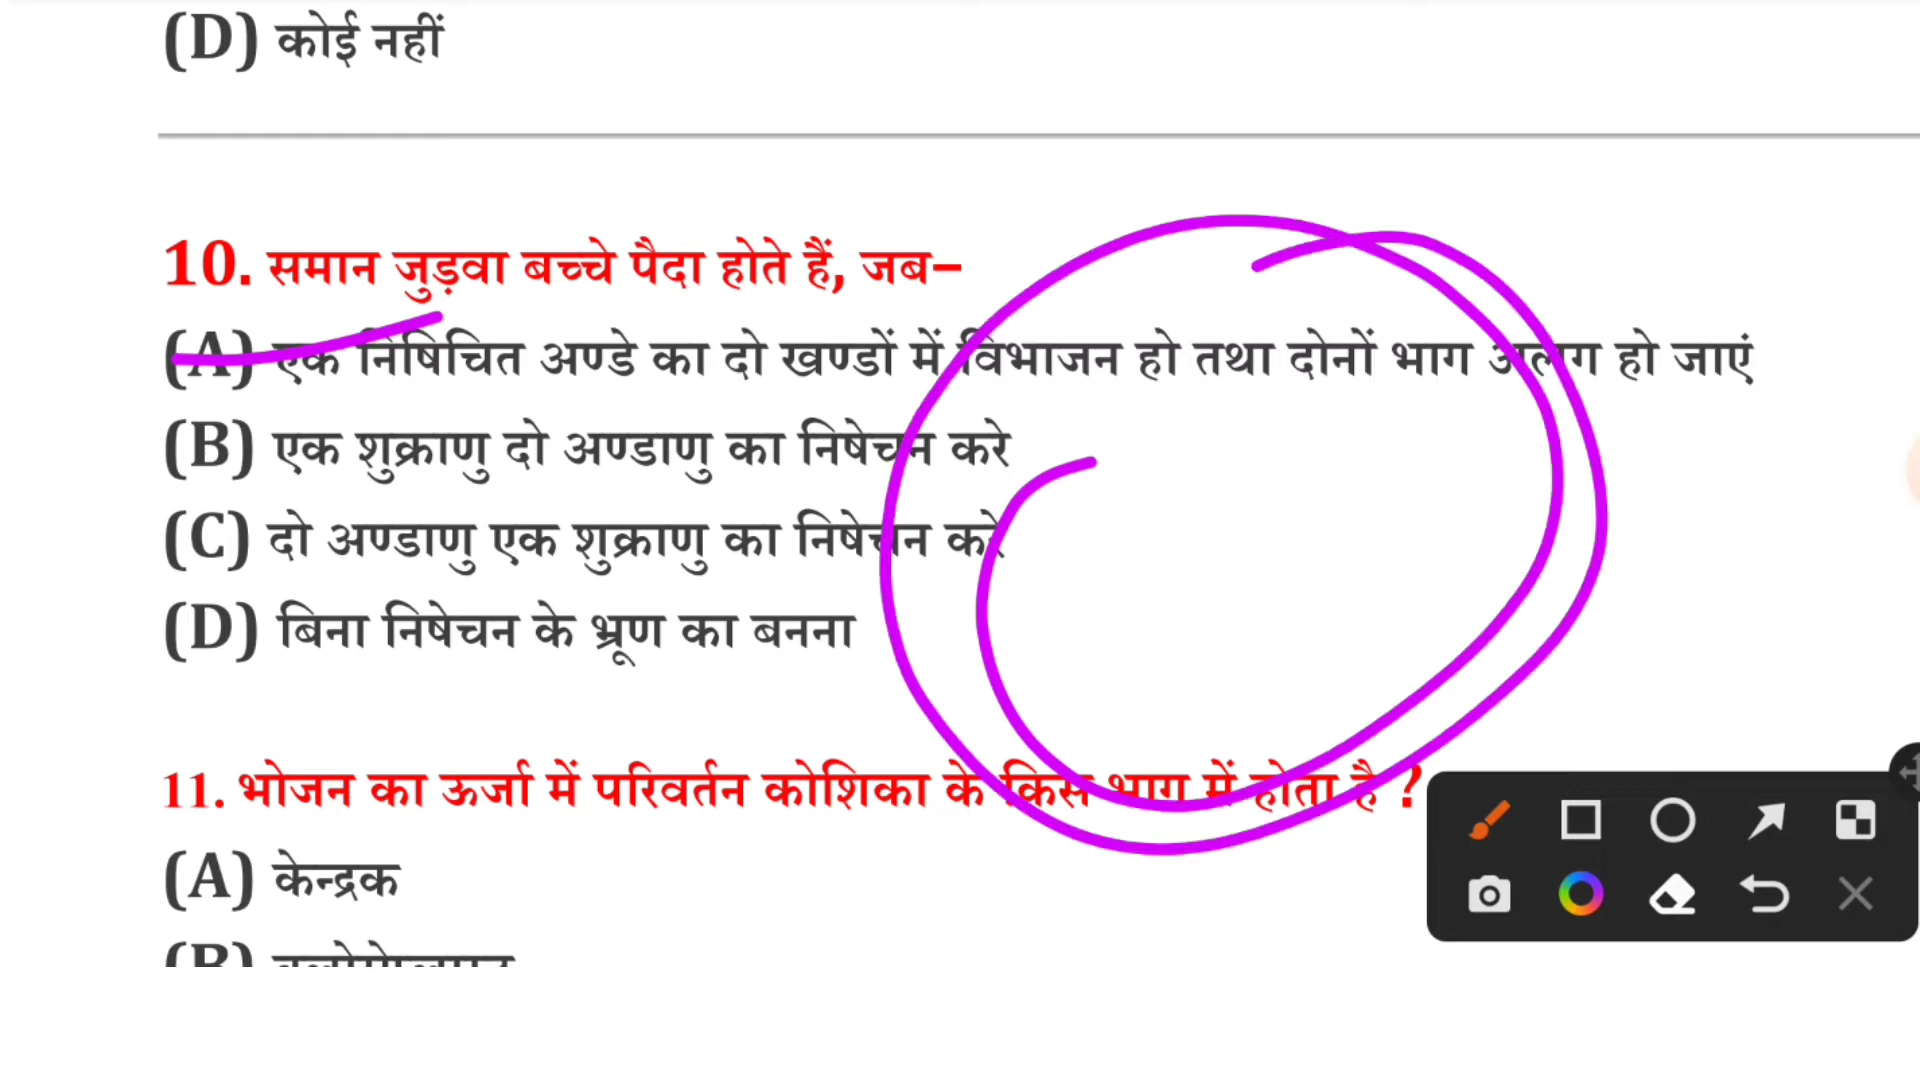 (D) कोई नहीं
10. समान जुड़वा बच्चे पैदा होते हैं, जब–
(A) एक निषिचित अण्डे का दो खण्डों में विभाजन हो तथा दोनों भाग अलग हो जाएं
(B) एक शुक्राणु दो अण्डाणु का निषेचन करे
(C) दो अण्डाणु एक शुक्राणु का निषेचन करे
(D) बिना निषेचन के भ्रूण का बनना
11. भोजन का ऊर्जा में परिवर्तन कोशिका के किस भाग में होता है ?
(A) केन्द्रक
(B)